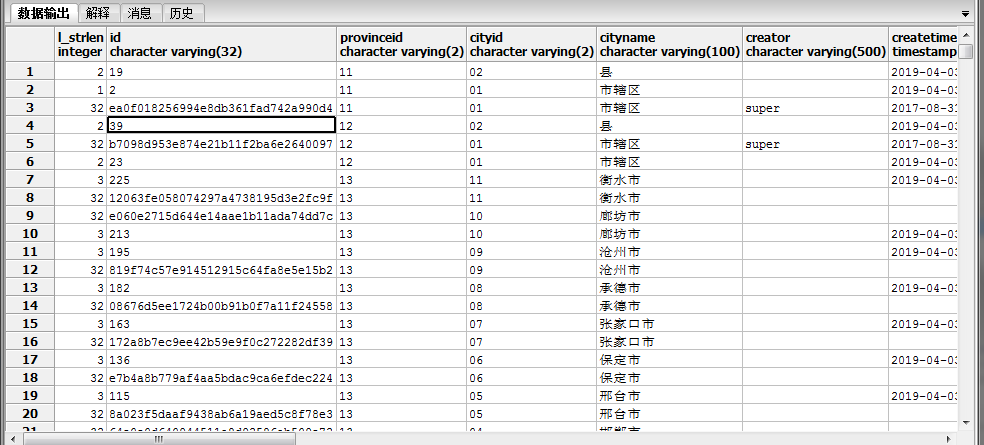 数据输出 解释 消息 历史
l_strlen id provinceid cityid cityname creator createtime
integer character varying(32) character varying(2) character varying(2) character varying(100) character varying(500) timestamp
1 2 19 11 02 县 2019-04-03
2 1 2 11 01 市辖区 2019-04-03
3 32 ea0f018256994e8db361fad742a990d4 11 01 市辖区 super 2017-08-31
4 2 39 12 02 县 2019-04-03
5 32 b7098d953e874e21b11f2ba6e2640097 12 01 市辖区 super 2017-08-31
6 2 23 12 01 市辖区 2019-04-03
7 3 225 13 11 衡水市 2019-04-03
8 32 12063fe058074297a4738195d3e2fc9f 13 11 衡水市
9 32 e060e2715d644e14aae1b11ada74dd7c 13 10 廊坊市
10 3 213 13 10 廊坊市 2019-04-03
11 3 195 13 09 沧州市 2019-04-03
12 32 819f74c57e914512915c64fa8e5e15b2 13 09 沧州市
13 3 182 13 08 承德市 2019-04-03
14 32 08676d5ee1724b00b91b0f7a11f24558 13 08 承德市
15 3 163 13 07 张家口市 2019-04-03
16 32 172a8b7ec9ee42b59e9f0c272282df39 13 07 张家口市
17 3 136 13 06 保定市 2019-04-03
18 32 e7b4a8b779af4aa5bdac9ca6efdec224 13 06 保定市
19 3 115 13 05 邢台市 2019-04-03
20 32 8a023f5daaf9438ab6a19aed5c8f78e3 13 05 邢台市